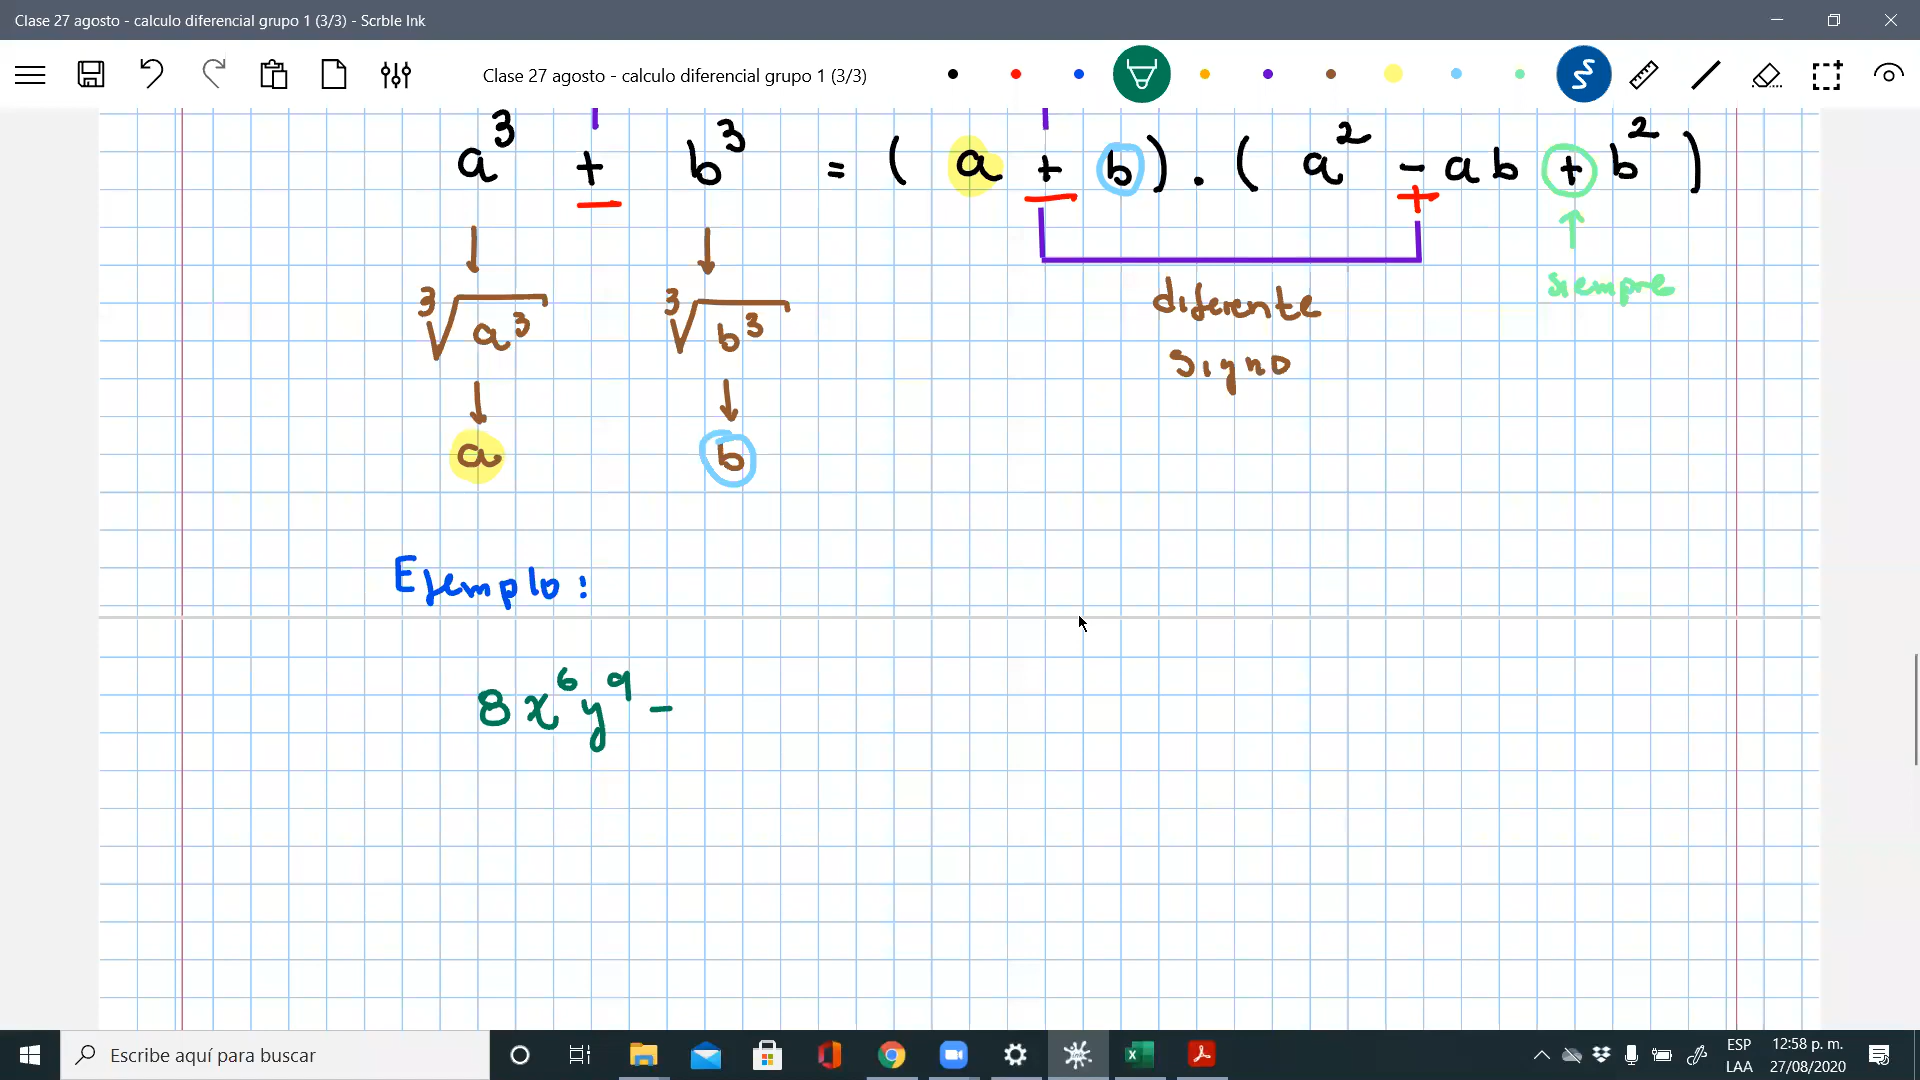 Clase 27 agosto - calculo diferencial grupo 1 (3/3) - Scrble Ink
Clase 27 agosto - calculo diferencial grupo 1 (3/3)
a³ + b³ = ( a + b ) . ( a² - ab + b² )
+
siempre
∛a³ ∛b³
diferente
signo
a b
Ejemplo:
8x⁶y⁹ -
Escribe aquí para buscar
ESP
LAA
12:58 p. m.
27/08/2020